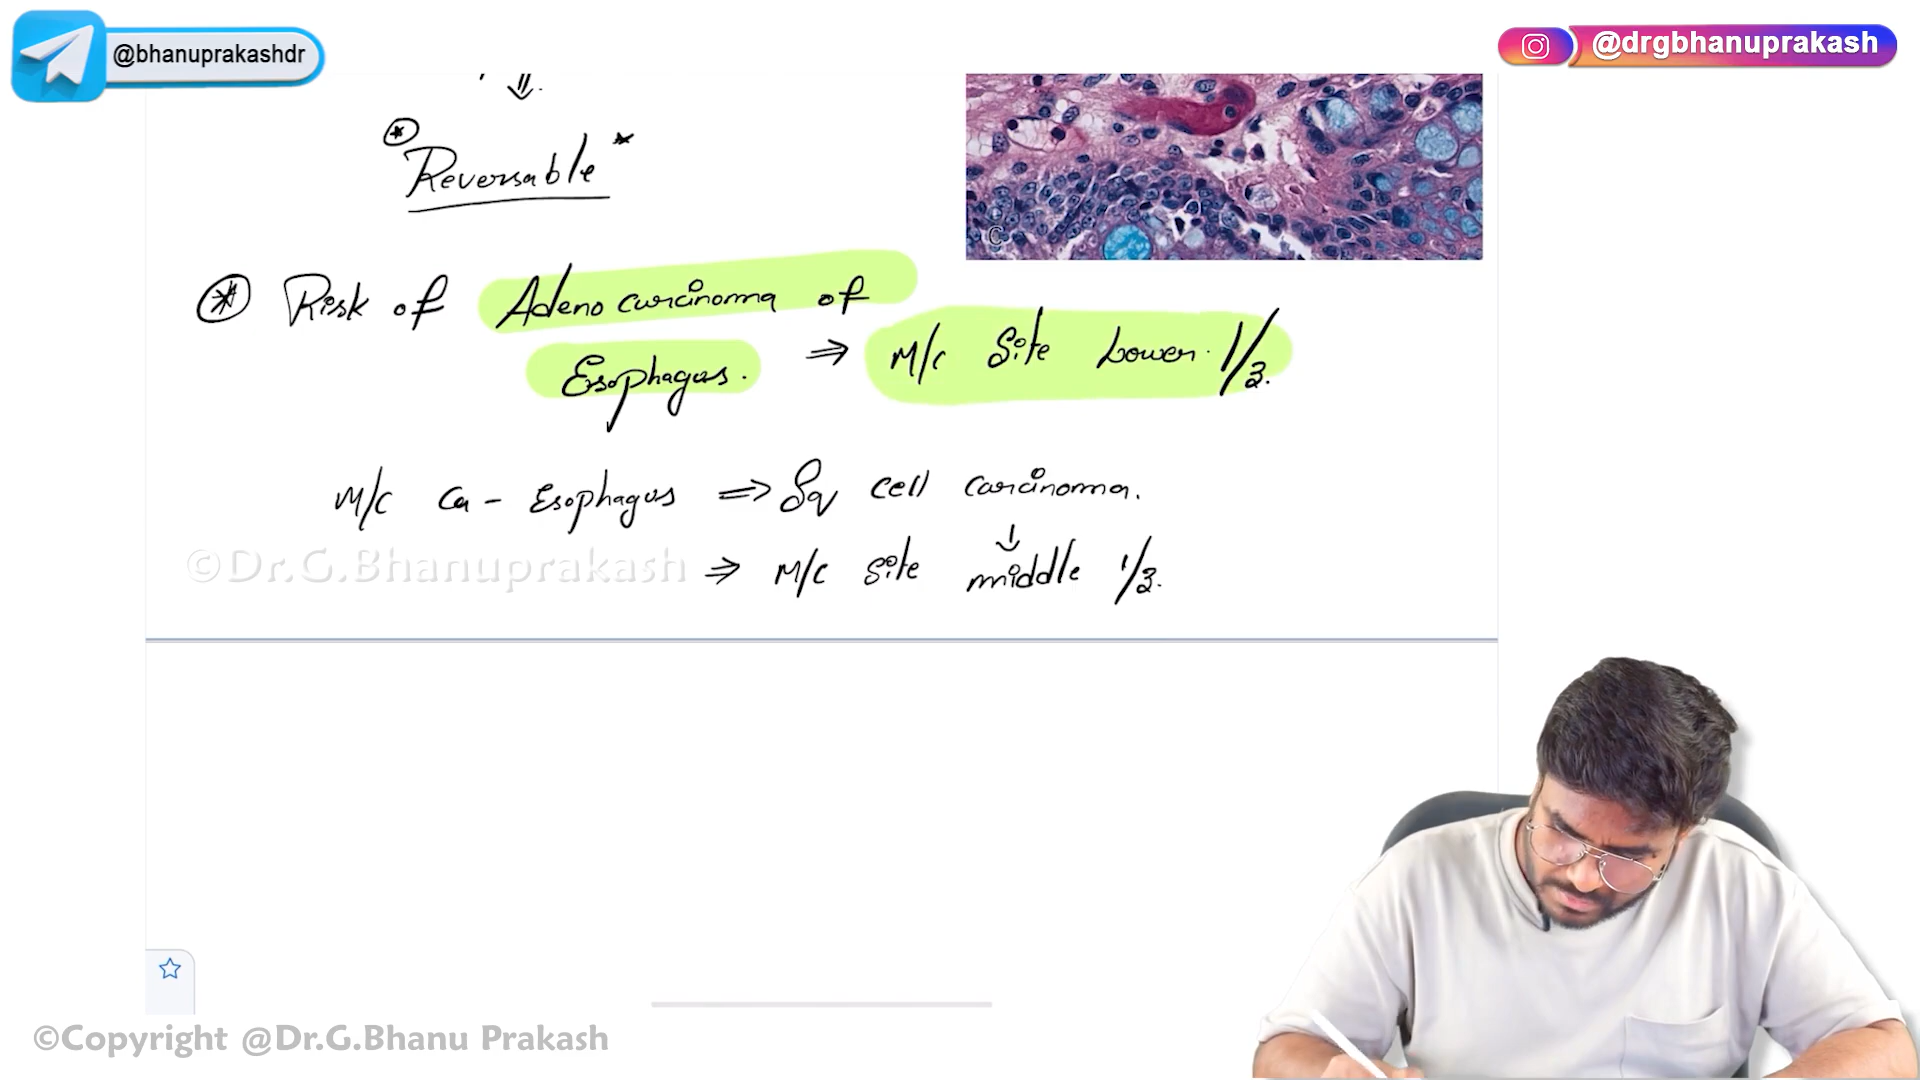 @bhanuprakashdr
@drgbhanuprakash
Reversable
C
Risk of Adeno carcinoma of
Esophagus. ⇒ M/c Site Lower 1/3.
M/c Ca - Esophagus ⇒ Sq cell carcinoma.
⇒ M/c Site middle 1/3.
©Dr.G.Bhanuprakash
©Copyright @Dr.G.Bhanu Prakash